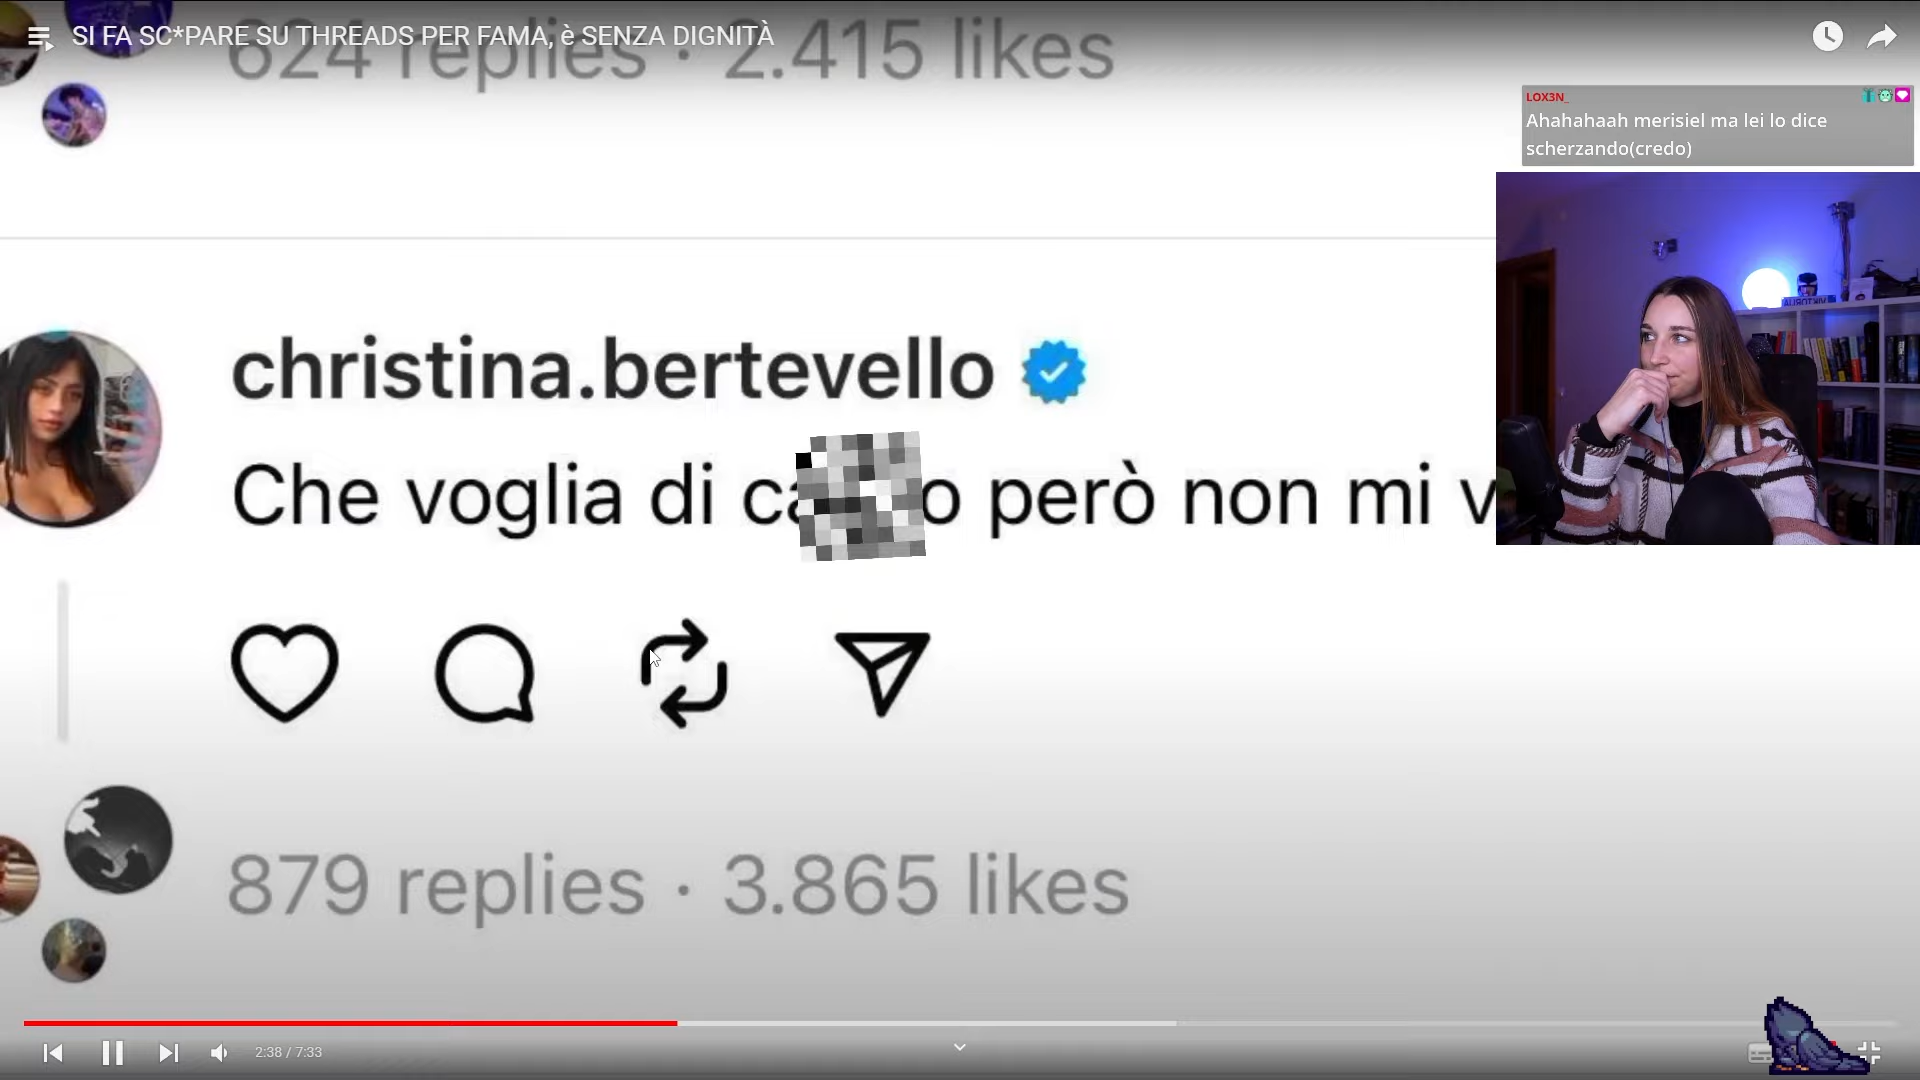 SI FA SC*PARE SU THREADS PER FAMA, è SENZA DIGNITÀ
624 replies · 2.415 likes
LOX3N_
Ahahahaah merisiel ma lei lo dice
scherzando(credo)
christina.bertevello
Che voglia di ca o però non mi v
879 replies · 3.865 likes
2:38 / 7:33